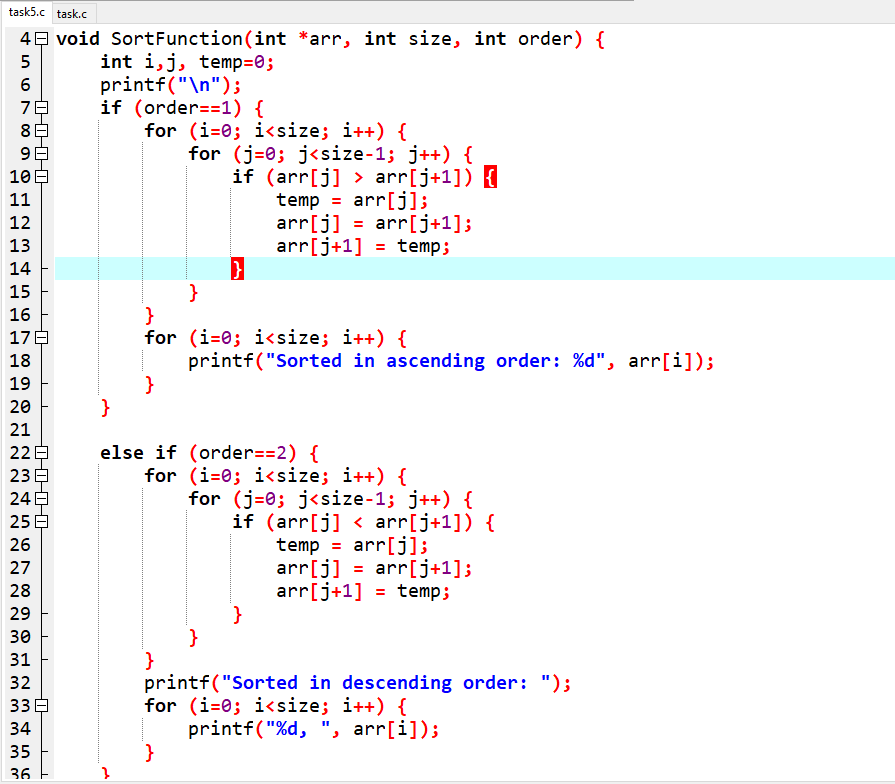 task5.c task.c
4 void SortFunction(int *arr, int size, int order) {
5     int i,j, temp=0;
6     printf("\n");
7     if (order==1) {
8         for (i=0; i<size; i++) {
9             for (j=0; j<size-1; j++) {
10                 if (arr[j] > arr[j+1]) {
11                     temp = arr[j];
12                     arr[j] = arr[j+1];
13                     arr[j+1] = temp;
14                 }
15             }
16         }
17         for (i=0; i<size; i++) {
18             printf("Sorted in ascending order: %d", arr[i]);
19         }
20     }
21
22     else if (order==2) {
23         for (i=0; i<size; i++) {
24             for (j=0; j<size-1; j++) {
25                 if (arr[j] < arr[j+1]) {
26                     temp = arr[j];
27                     arr[j] = arr[j+1];
28                     arr[j+1] = temp;
29                 }
30             }
31         }
32         printf("Sorted in descending order: ");
33         for (i=0; i<size; i++) {
34             printf("%d, ", arr[i]);
35         }
36     }